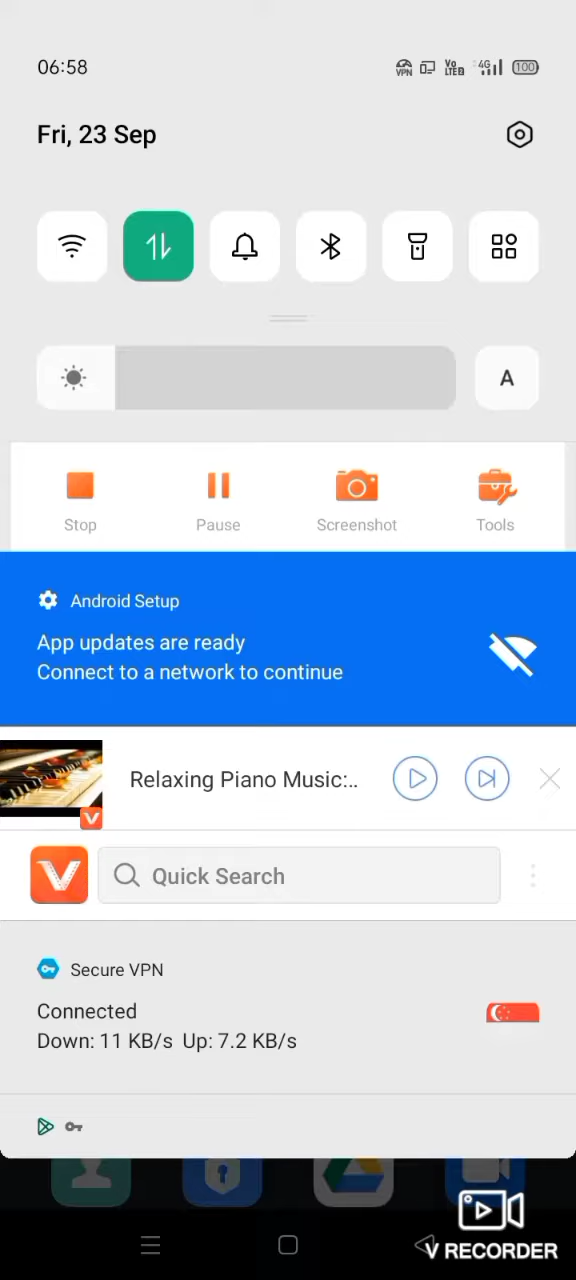 06:58
VPN
Vo
LTE2
4G
100
Fri, 23 Sep
A
Stop
Pause
Screenshot
Tools
Android Setup
App updates are ready
Connect to a network to continue
Relaxing Piano Music:..
Quick Search
Secure VPN
Connected
Down: 11 KB/s Up: 7.2 KB/s
V RECORDER